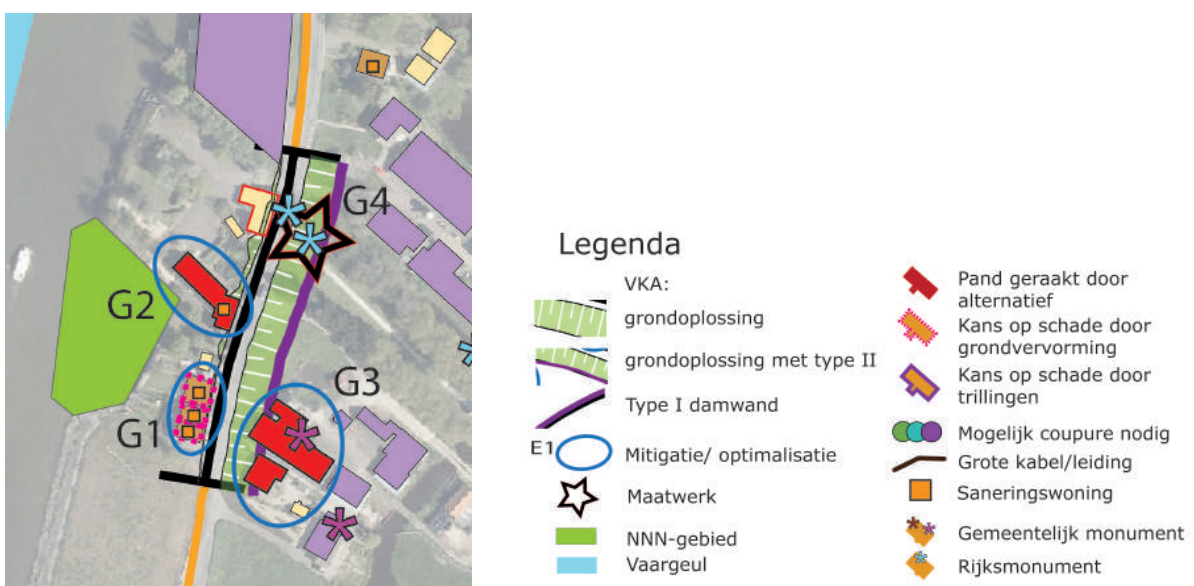 G4
G2
G3
G1
Legenda
VKA:
grondoplossing
grondoplossing met type II
Type I damwand
E1
Mitigatie/ optimalisatie
Maatwerk
NNN-gebied
Vaargeul
Pand geraakt door
alternatief
Kans op schade door
grondvervorming
Kans op schade door
trillingen
Mogelijk coupure nodig
Grote kabel/leiding
Saneringswoning
Gemeentelijk monument
Rijksmonument